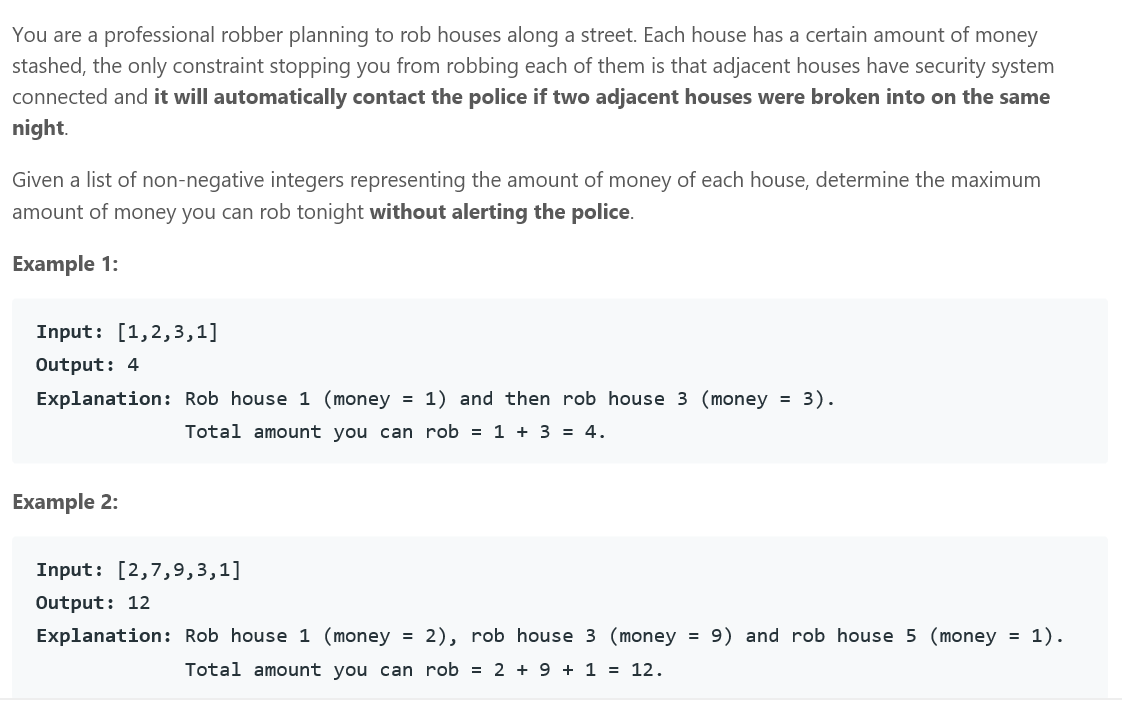 You are a professional robber planning to rob houses along a street. Each house has a certain amount of money
stashed, the only constraint stopping you from robbing each of them is that adjacent houses have security system
connected and it will automatically contact the police if two adjacent houses were broken into on the same
night.
Given a list of non-negative integers representing the amount of money of each house, determine the maximum
amount of money you can rob tonight without alerting the police.
Example 1:
Input: [1,2,3,1]
Output: 4
Explanation: Rob house 1 (money = 1) and then rob house 3 (money = 3).
Total amount you can rob = 1 + 3 = 4.
Example 2:
Input: [2,7,9,3,1]
Output: 12
Explanation: Rob house 1 (money = 2), rob house 3 (money = 9) and rob house 5 (money = 1).
Total amount you can rob = 2 + 9 + 1 = 12.